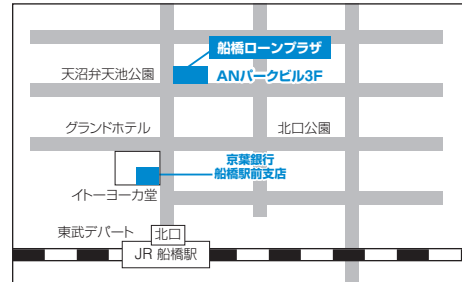 船橋ローンプラザ
天沼弁天池公園
ANパークビル3F
グランドホテル
北口公園
京葉銀行
船橋駅前支店
イトーヨーカ堂
東武デパート
北口
JR 船橋駅